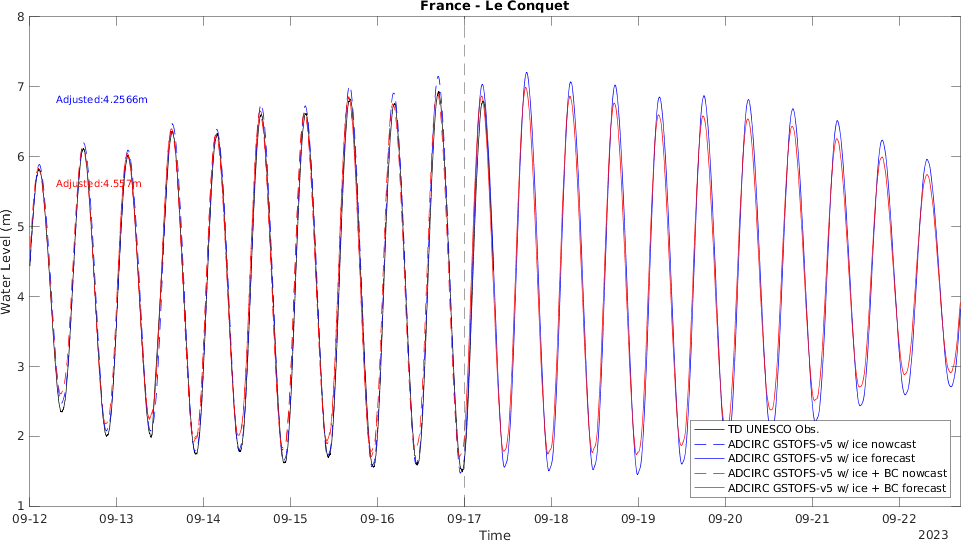 France - Le Conquet
8
7
6
5
4
3
2
1
Water Level (m)
Adjusted:4.2566m
Adjusted:4.557m
TD UNESCO Obs.
ADCIRC GSTOFS-v5 w/ ice nowcast
ADCIRC GSTOFS-v5 w/ ice forecast
ADCIRC GSTOFS-v5 w/ ice + BC nowcast
ADCIRC GSTOFS-v5 w/ ice + BC forecast
09-12 09-13 09-14 09-15 09-16 09-17 09-18 09-19 09-20 09-21 09-22
Time
2023